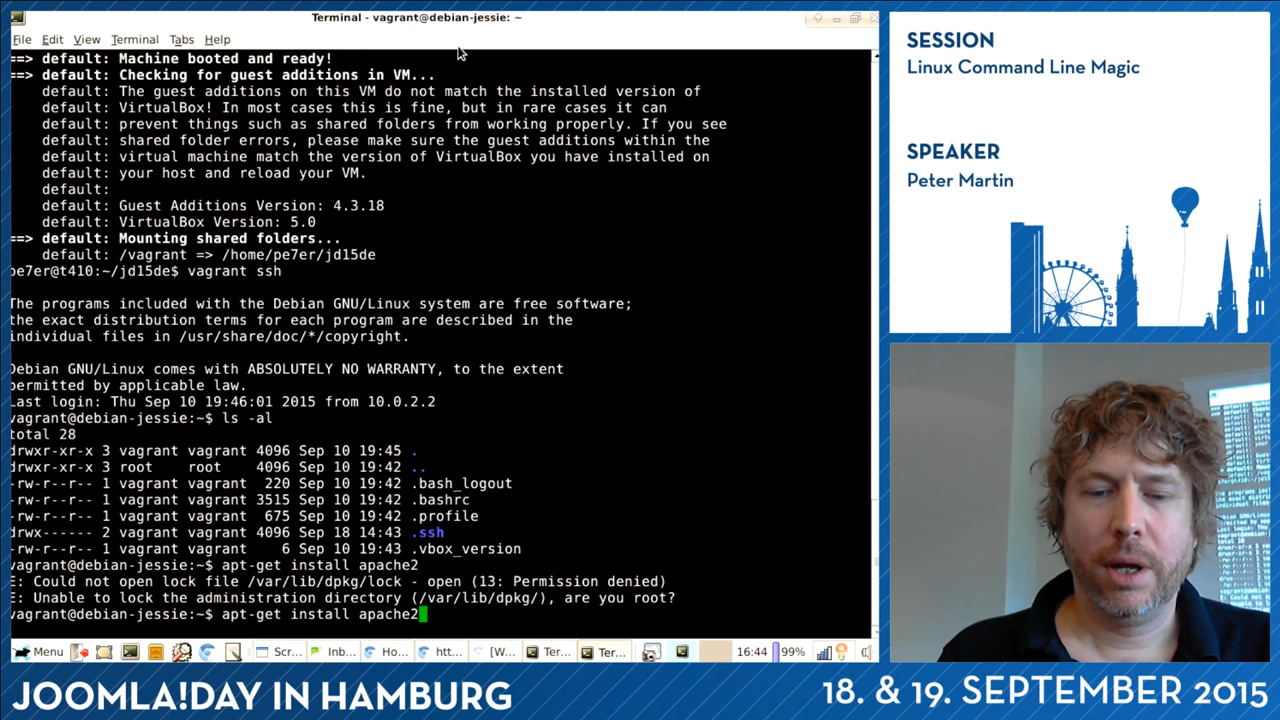 Terminal - vagrant@debian-jessie: ~
File Edit View Terminal Tabs Help
==> default: Machine booted and ready!
==> default: Checking for guest additions in VM...
default: The guest additions on this VM do not match the installed version of
default: VirtualBox! In most cases this is fine, but in rare cases it can
default: prevent things such as shared folders from working properly. If you see
default: shared folder errors, please make sure the guest additions within the
default: virtual machine match the version of VirtualBox you have installed on
default: your host and reload your VM.
default:
default: Guest Additions Version: 4.3.18
default: VirtualBox Version: 5.0
==> default: Mounting shared folders...
default: /vagrant => /home/pe7er/jd15de
pe7er@t410:~/jd15de$ vagrant ssh
The programs included with the Debian GNU/Linux system are free software;
the exact distribution terms for each program are described in the
individual files in /usr/share/doc/*/copyright.
Debian GNU/Linux comes with ABSOLUTELY NO WARRANTY, to the extent
permitted by applicable law.
Last login: Thu Sep 10 19:46:01 2015 from 10.0.2.2
vagrant@debian-jessie:~$ ls -al
total 28
drwxr-xr-x 3 vagrant vagrant 4096 Sep 10 19:45 .
drwxr-xr-x 3 root root 4096 Sep 10 19:42 ..
-rw-r--r-- 1 vagrant vagrant 220 Sep 10 19:42 .bash_logout
-rw-r--r-- 1 vagrant vagrant 3515 Sep 10 19:42 .bashrc
-rw-r--r-- 1 vagrant vagrant 675 Sep 10 19:42 .profile
drwx------ 2 vagrant vagrant 4096 Sep 18 14:43 .ssh
-rw-r--r-- 1 vagrant vagrant 6 Sep 10 19:43 .vbox_version
vagrant@debian-jessie:~$ apt-get install apache2
E: Could not open lock file /var/lib/dpkg/lock - open (13: Permission denied)
E: Unable to lock the administration directory (/var/lib/dpkg/), are you root?
vagrant@debian-jessie:~$ apt-get install apache2
Menu Scr... Inb... Ho... htt... [W... Ter... Ter... 16:44 99%
SESSION
Linux Command Line Magic
SPEAKER
Peter Martin
JOOMLA!DAY IN HAMBURG
18. & 19. SEPTEMBER 2015